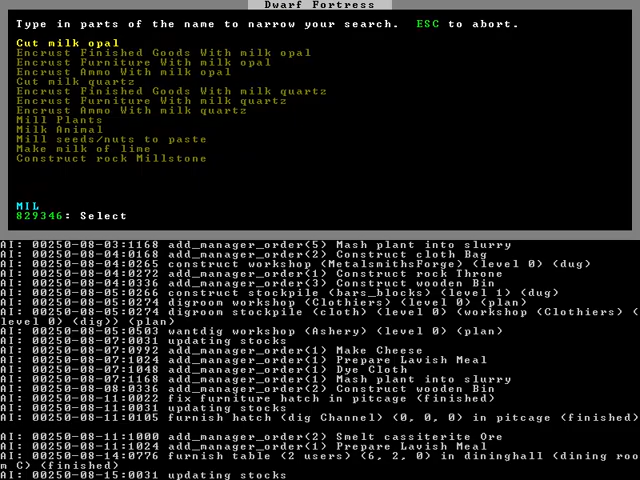 Dwarf Fortress
Type in parts of the name to narrow your search.  ESC to abort.
Cut milk opal
Encrust Finished Goods With milk opal
Encrust Furniture With milk opal
Encrust Ammo With milk opal
Cut milk quartz
Encrust Finished Goods With milk quartz
Encrust Furniture With milk quartz
Encrust Ammo With milk quartz
Mill Plants
Milk Animal
Mill seeds/nuts to paste
Make milk of lime
Construct rock Millstone
MIL
829346: Select
AI: 00250-08-03:1168 add_manager_order(5) Mash plant into slurry
AI: 00250-08-04:0168 add_manager_order(2) Construct cloth Bag
AI: 00250-08-04:0265 construct workshop (MetalsmithsForge) (level 0) (dug)
AI: 00250-08-04:0272 add_manager_order(1) Construct rock Throne
AI: 00250-08-04:0336 add_manager_order(3) Construct wooden Bin
AI: 00250-08-05:0266 construct stockpile (bars_blocks) (level 1) (dug)
AI: 00250-08-05:0274 digroom workshop (Clothiers) (level 0) (plan)
AI: 00250-08-05:0274 digroom stockpile (cloth) (level 0) (workshop (Clothiers) (
level 0) (dig)) (plan)
AI: 00250-08-05:0503 wantdig workshop (Ashery) (level 0) (plan)
AI: 00250-08-07:0031 updating stocks
AI: 00250-08-07:0992 add_manager_order(1) Make Cheese
AI: 00250-08-07:1024 add_manager_order(1) Prepare Lavish Meal
AI: 00250-08-07:1048 add_manager_order(1) Dye Cloth
AI: 00250-08-07:1168 add_manager_order(1) Mash plant into slurry
AI: 00250-08-08:0336 add_manager_order(2) Construct wooden Bin
AI: 00250-08-11:0022 fix furniture hatch in pitcage (finished)
AI: 00250-08-11:0031 updating stocks
AI: 00250-08-11:0105 furnish hatch (dig Channel) (0, 0, 0) in pitcage (finished)
AI: 00250-08-11:1000 add_manager_order(2) Smelt cassiterite Ore
AI: 00250-08-11:1024 add_manager_order(1) Prepare Lavish Meal
AI: 00250-08-14:0776 furnish table (2 users) (6, 2, 0) in dininghall (dining roo
m C) (finished)
AI: 00250-08-15:0031 updating stocks